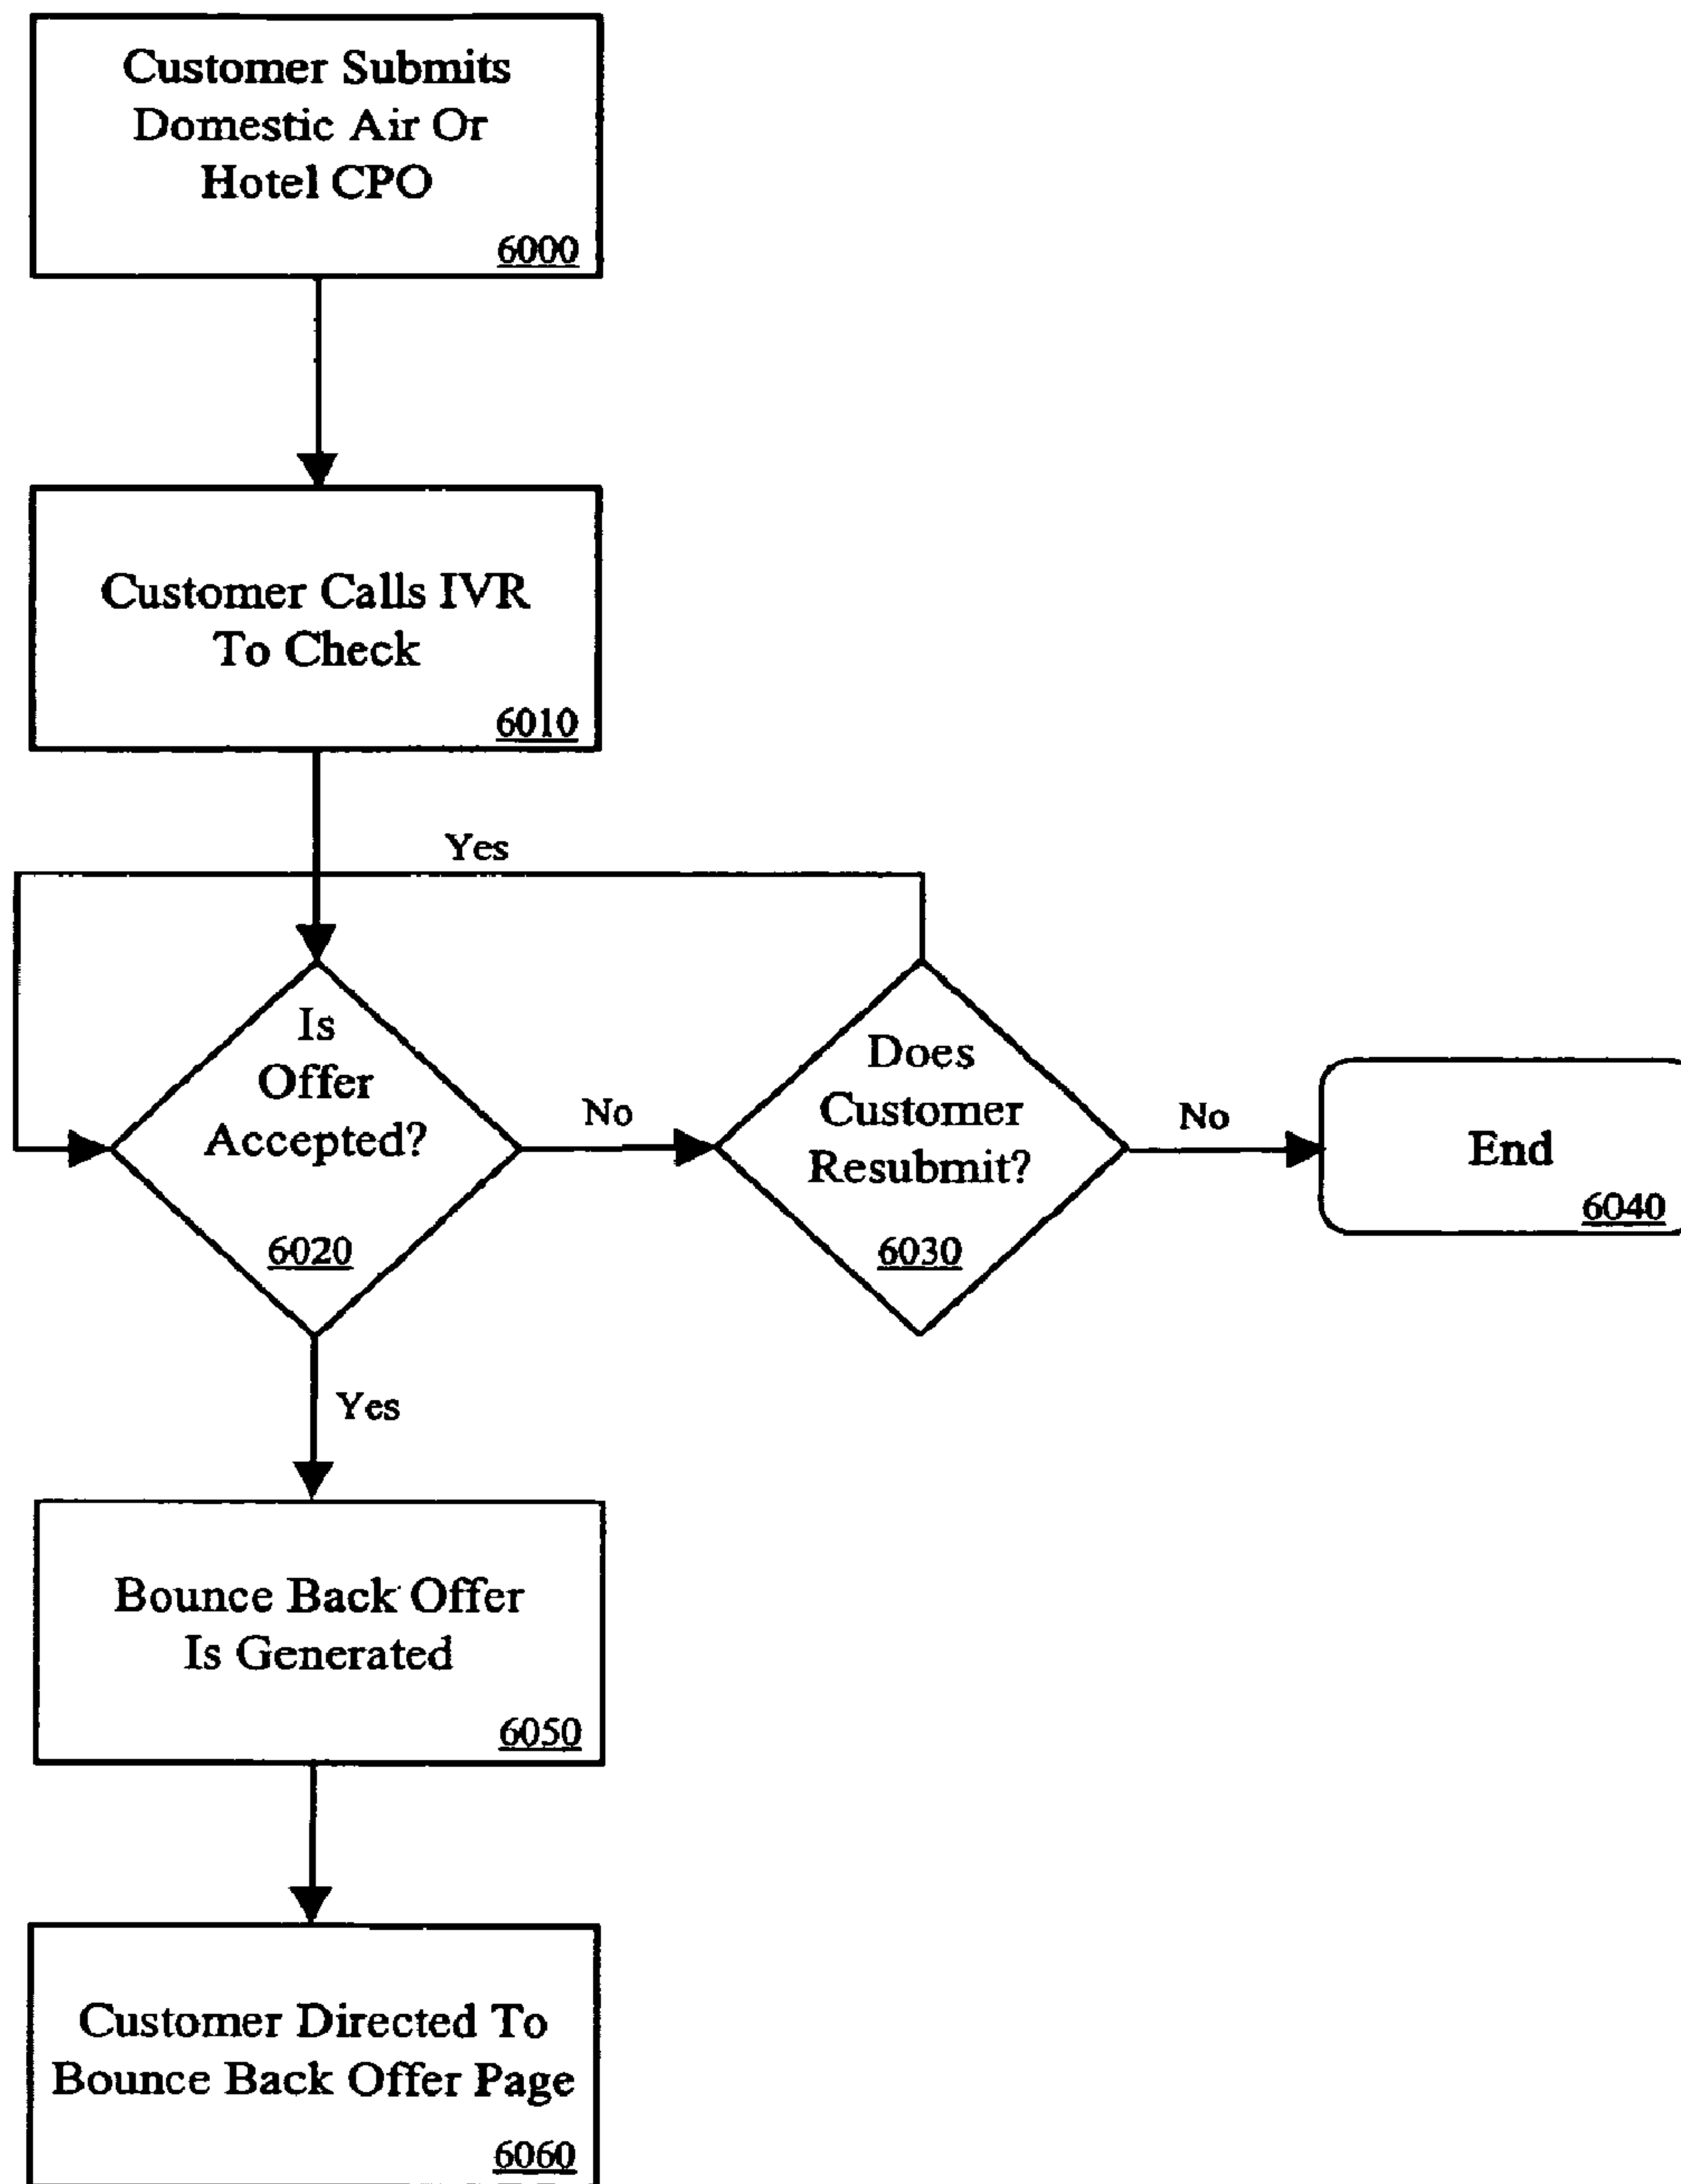 Customer Submits
Domestic Air Or
Hotel CPO
6000
Customer Calls IVR
To Check
6010
Yes
Is
Offer
Accepted?
6020
No
Does
Customer
Resubmit?
6030
No
End
6040
Yes
Bounce Back Offer
Is Generated
6050
Customer Directed To
Bounce Back Offer Page
6060